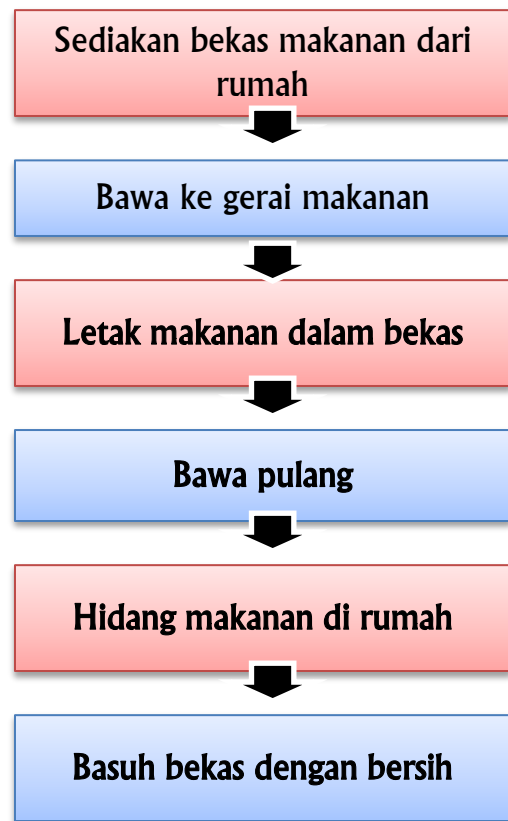 Sediakan bekas makanan dari
rumah
Bawa ke gerai makanan
Letak makanan dalam bekas
Bawa pulang
Hidang makanan di rumah
Basuh bekas dengan bersih